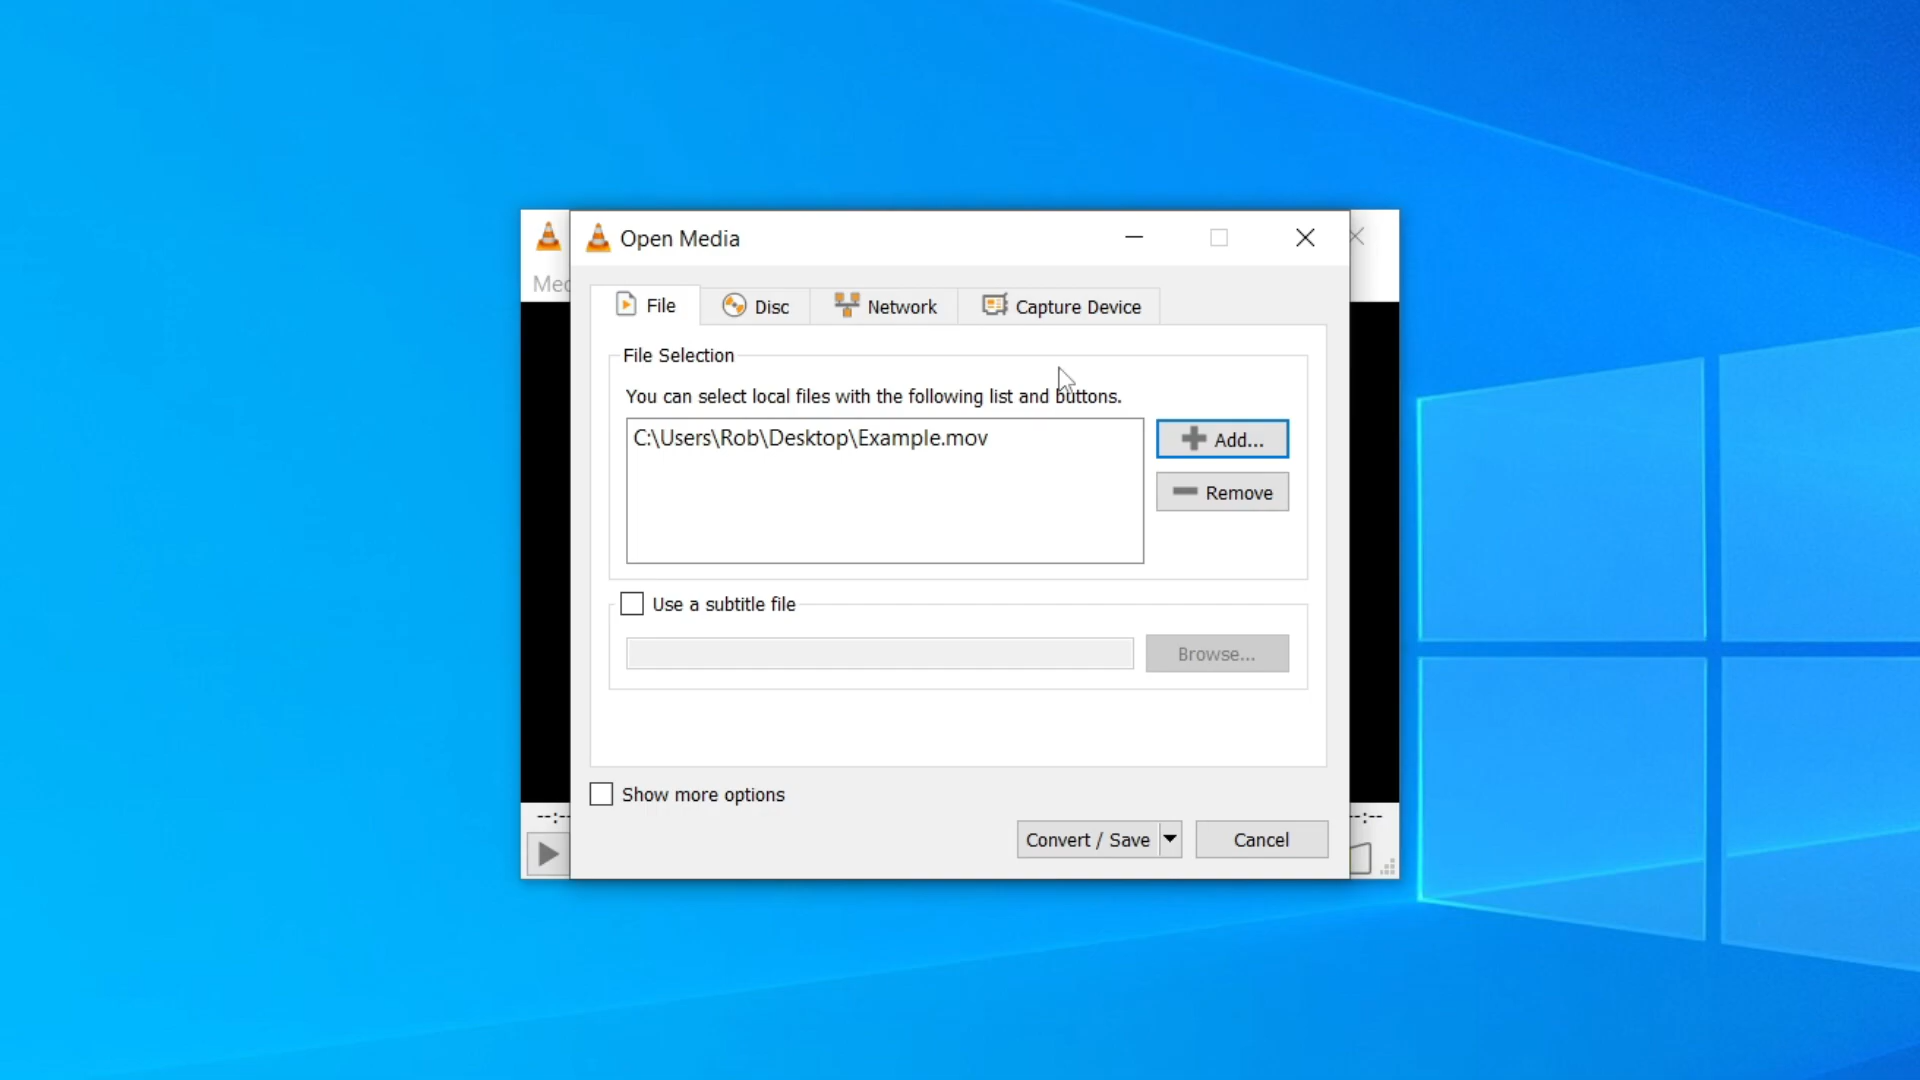 Open Media
Med
File Disc Network Capture Device
File Selection
You can select local files with the following list and buttons.
C:\Users\Rob\Desktop\Example.mov
Add...
Remove
Use a subtitle file
Browse...
Show more options
--:-- --:--
Convert / Save Cancel